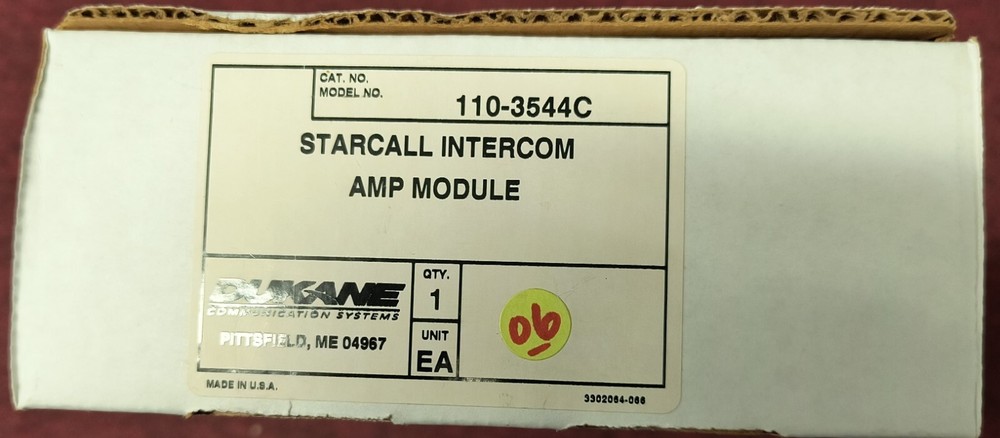 CAT. NO.
MODEL NO.
110-3544C
STARCALL INTERCOM
AMP MODULE
DUKANE
COMMUNICATION SYSTEMS
PITTSFIELD, ME 04967
QTY.
1
UNIT
EA
06
MADE IN U.S.A.
3302064-066